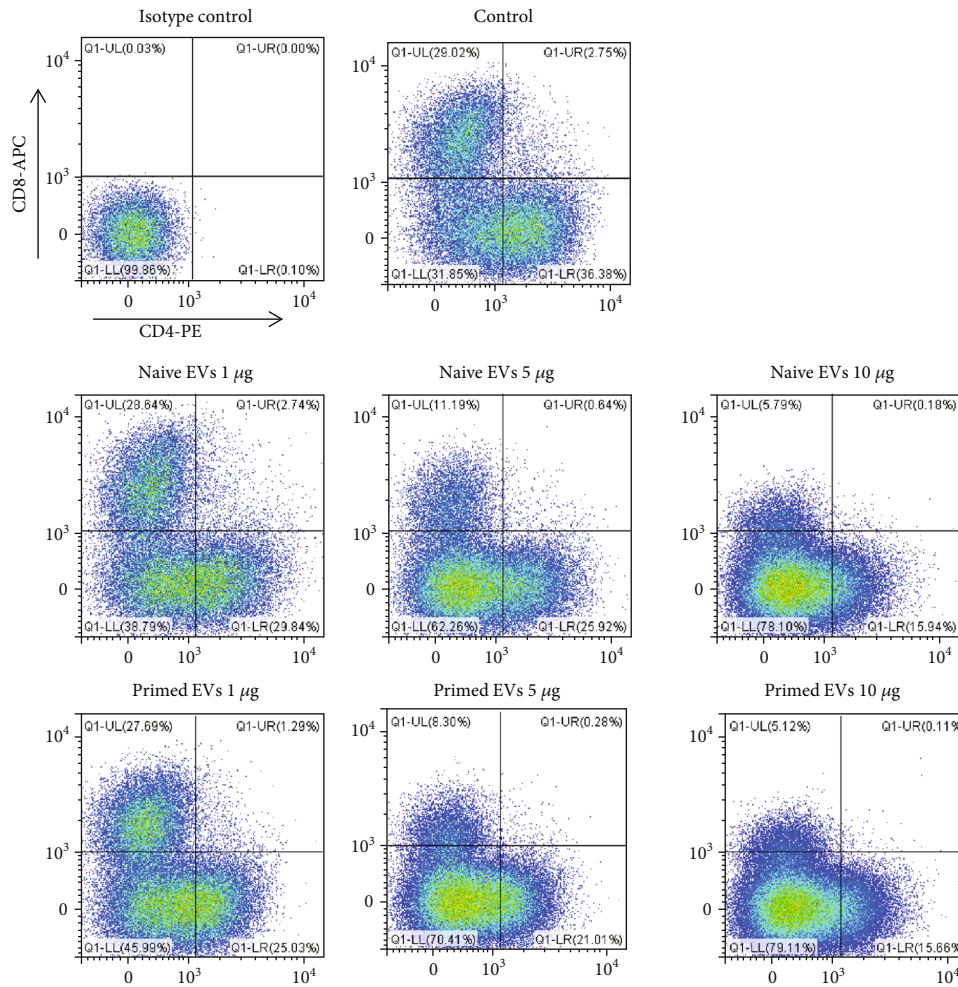 Isotype control
Control
Q1-UL(0.03%) Q1-UR(0.00%)
Q1-UL(29.02%) Q1-UR(2.75%)
10⁴
10⁴
CD8-APC
10³
10³
0
0
Q1-LL(99.86%) Q1-LR(0.10%)
Q1-LL(31.85%) Q1-LR(36.38%)
0 10³ 10⁴
0 10³ 10⁴
CD4-PE
Naive EVs 1 µg
Naive EVs 5 µg
Naive EVs 10 µg
Q1-UL(28.64%) Q1-UR(2.74%)
Q1-UL(11.19%) Q1-UR(0.64%)
Q1-UL(5.79%) Q1-UR(0.18%)
10⁴
10⁴
10⁴
10³
10³
10³
0
0
0
Q1-LL(38.79%) Q1-LR(29.84%)
Q1-LL(62.26%) Q1-LR(25.92%)
Q1-LL(78.10%) Q1-LR(15.94%)
0 10³ 10⁴
0 10³ 10⁴
0 10³ 10⁴
Primed EVs 1 µg
Primed EVs 5 µg
Primed EVs 10 µg
Q1-UL(27.69%) Q1-UR(1.29%)
Q1-UL(8.30%) Q1-UR(0.28%)
Q1-UL(5.12%) Q1-UR(0.11%
10⁴
10⁴
10⁴
10³
10³
10³
0
0
0
Q1-LL(45.99%) Q1-LR(25.03%)
Q1-LL(70.41%) Q1-LR(21.01%)
Q1-LL(79.11%) Q1-LR(15.66%)
0 10³ 10⁴
0 10³ 10⁴
0 10³ 10⁴